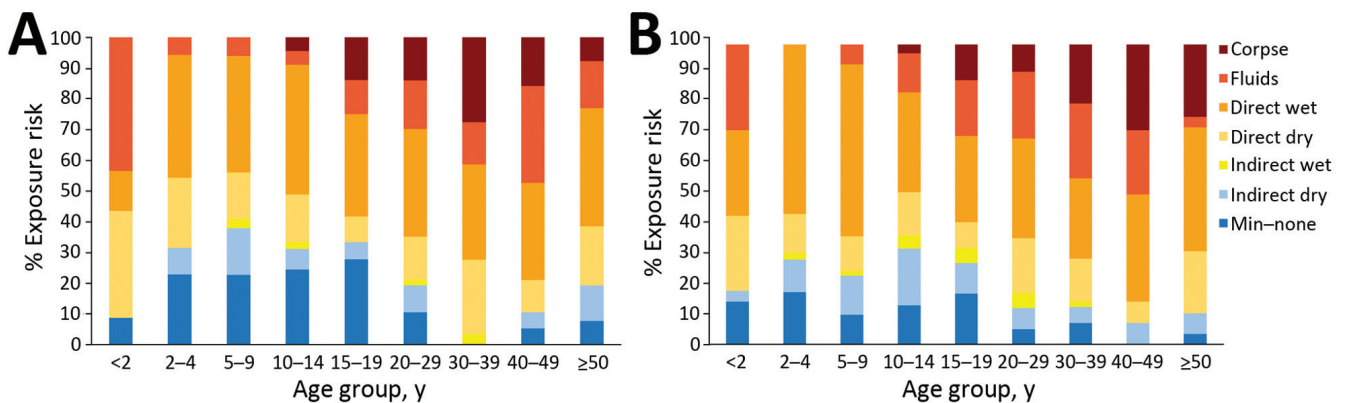 A
% Exposure risk
100
90
80
70
60
50
40
30
20
10
0
<2 2–4 5–9 10–14 15–19 20–29 30–39 40–49 ≥50
Age group, y
B
% Exposure risk
100
90
80
70
60
50
40
30
20
10
0
<2 2–4 5–9 10–14 15–19 20–29 30–39 40–49 ≥50
Age group, y
Corpse
Fluids
Direct wet
Direct dry
Indirect wet
Indirect dry
Min–none